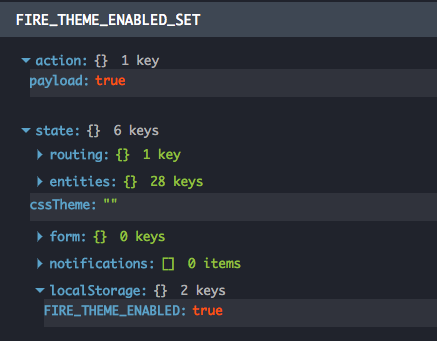 FIRE_THEME_ENABLED_SET
action: {} 1 key
payload: true
state: {} 6 keys
routing: {} 1 key
entities: {} 28 keys
cssTheme: ""
form: {} 0 keys
notifications: [] 0 items
localStorage: {} 2 keys
FIRE_THEME_ENABLED: true